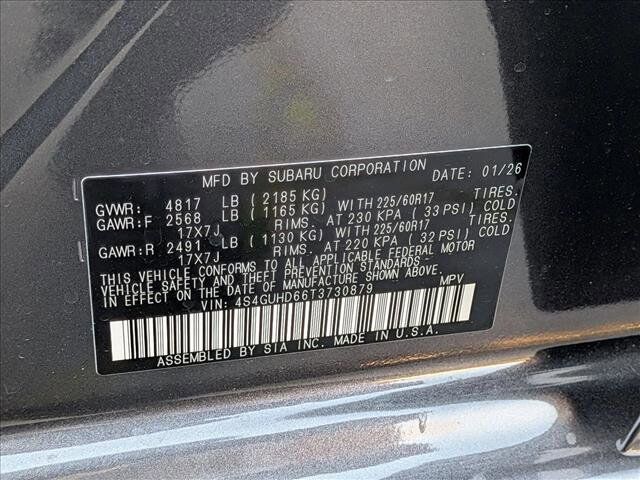 MFD BY SUBARU CORPORATION DATE: 01/26
GVWR: 4817 LB ( 2185 KG)
GAWR:F 2568 LB ( 1165 KG) WITH 225/60R17 TIRES.
17X7J RIMS. AT 230 KPA ( 33 PSI) COLD
GAWR:R 2491 LB ( 1130 KG) WITH 225/60R17 TIRES.
17X7J RIMS. AT 220 KPA ( 32 PSI) COLD
THIS VEHICLE CONFORMS TO ALL APPLICABLE FEDERAL MOTOR
VEHICLE SAFETY AND THEFT PREVENTION STANDARDS
IN EFFECT ON THE DATE OF MANUFACTURE SHOWN ABOVE.
VIN: 4S4GUHD66T3730879 MPV
ASSEMBLED BY SIA INC. MADE IN U.S.A.